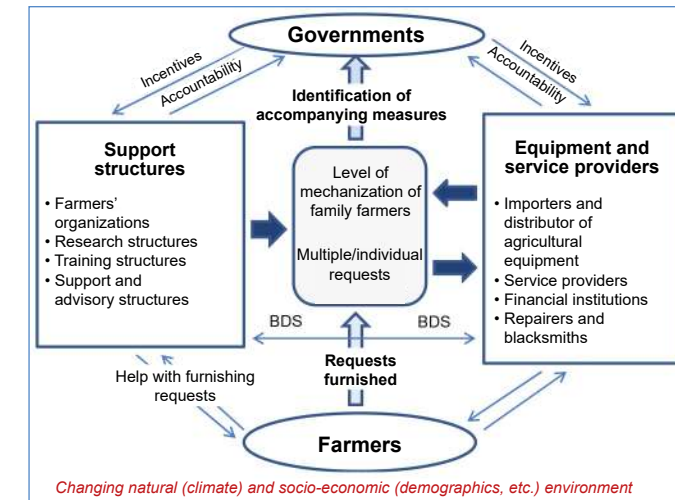 Governments
Incentives
Accountability
Incentives
Accountability
Identification of
accompanying measures
Support
structures
• Farmers'
organizations
• Research structures
• Training structures
• Support and
advisory structures
Level of
mechanization of
family farmers
Multiple/individual
requests
Equipment and
service providers
• Importers and
distributor of
agricultural
equipment
• Service providers
• Financial institutions
• Repairers and
blacksmiths
BDS
BDS
Requests
furnished
Help with furnishing
requests
Farmers
Changing natural (climate) and socio-economic (demographics, etc.) environment